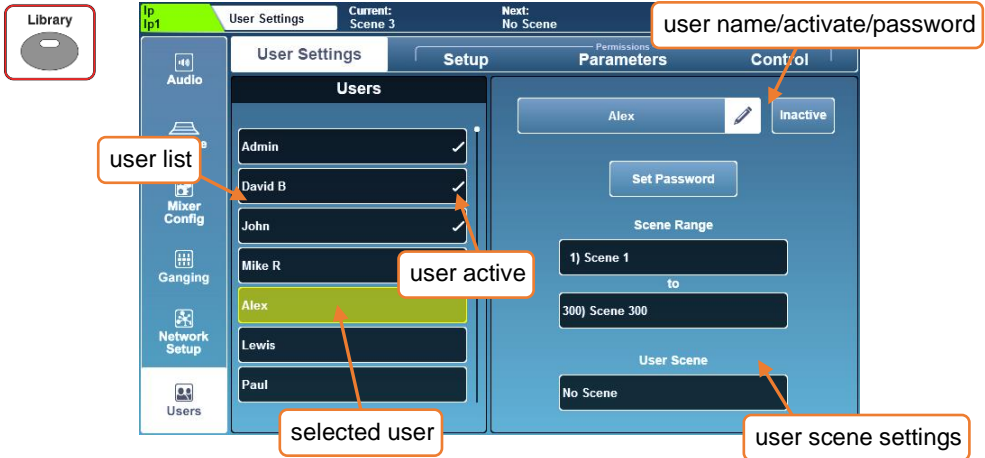 Library
Ip
Ip1
User Settings
Current:
Scene 3
Next:
No Scene
user name/activate/password
Audio
User Settings
Setup
Permissions
Parameters
Control
Users
Alex
Inactive
user list
Admin
David B
Set Password
Mixer
Config
John
Scene Range
Mike R
user active
1) Scene 1
Ganging
to
Alex
300) Scene 300
Network
Setup
Lewis
User Scene
Paul
No Scene
Users
selected user
user scene settings